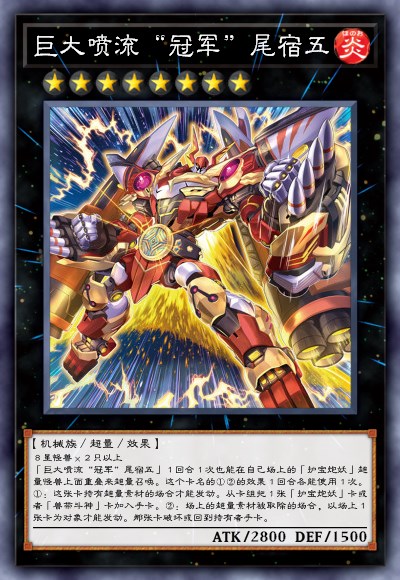 巨大喷流“冠军”尾宿五
炎
ほのお
【机械族/超量/效果】
8星怪兽×2只以上
「巨大喷流“冠军”尾宿五」1回合1次也能在自己场上的「护宝炮妖」超
量怪兽上面重叠来超量召唤。这个卡名的①②的效果1回合各能使用1次。
①：这张卡持有超量素材的场合才能发动。从卡组把1张「护宝炮妖」卡或
者「兽带斗神」卡加入手卡。②：场上的超量素材被取除的场合，以场上1
张卡为对象才能发动。那张卡破坏或回到持有者手卡。
ATK/2800 DEF/1500